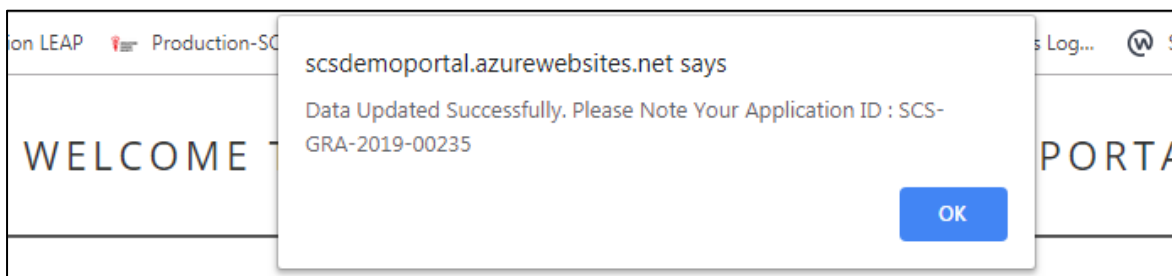 ion LEAP Production-SC s Log... S
scsdemoportal.azurewebsites.net says
Data Updated Successfully. Please Note Your Application ID : SCS-
GRA-2019-00235
WELCOME T PORTA
OK